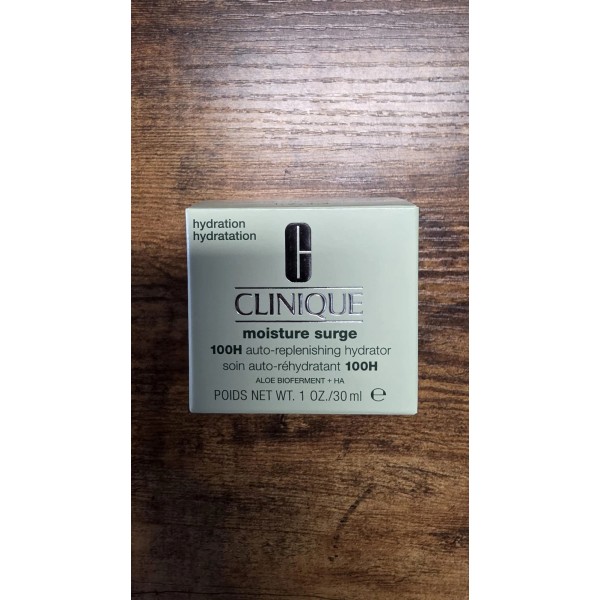 hydration
hydratation
C
CLINIQUE
moisture surge
100H auto-replenishing hydrator
soin auto-réhydratant 100H
ALOE BIOFERMENT + HA
POIDS NET WT. 1 OZ./30 ml ℮